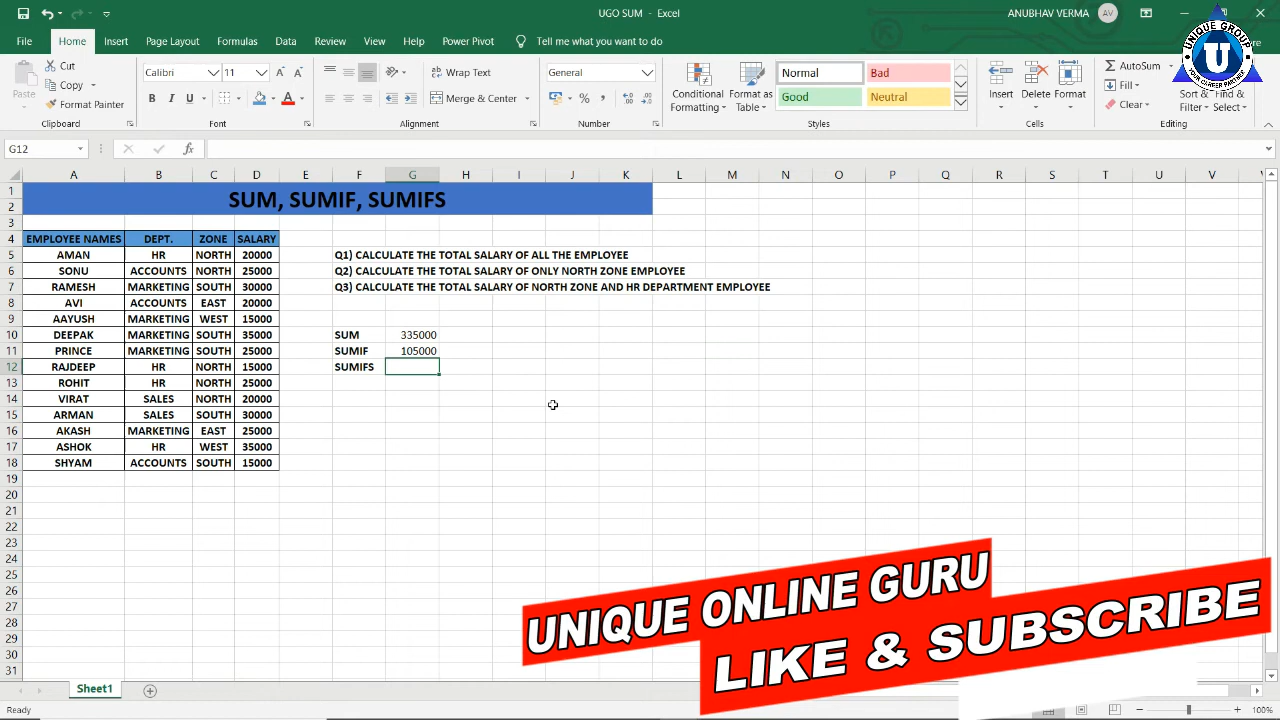 UGO SUM - Excel
ANUBHAV VERMA AV
File Home Insert Page Layout Formulas Data Review View Help Power Pivot Tell me what you want to do
UNIQUE GROUP
U
Cut
Copy
Format Painter
Paste
Clipboard
Calibri 11
B I U
Font
Wrap Text
Merge & Center
Alignment
General
Number
Conditional Formatting
Format as Table
Normal Bad
Good Neutral
Styles
Insert Delete Format
Cells
AutoSum
Fill
Clear
Sort & Filter
Find & Select
Editing
G12 fx
A B C D E F G H I J K L M N O P Q R S T U V
1 SUM, SUMIF, SUMIFS
2
3
4 EMPLOYEE NAMES DEPT. ZONE SALARY
5 AMAN HR NORTH 20000 Q1) CALCULATE THE TOTAL SALARY OF ALL THE EMPLOYEE
6 SONU ACCOUNTS NORTH 25000 Q2) CALCULATE THE TOTAL SALARY OF ONLY NORTH ZONE EMPLOYEE
7 RAMESH MARKETING SOUTH 30000 Q3) CALCULATE THE TOTAL SALARY OF NORTH ZONE AND HR DEPARTMENT EMPLOYEE
8 AVI ACCOUNTS EAST 20000
9 AAYUSH MARKETING WEST 15000
10 DEEPAK MARKETING SOUTH 35000 SUM 335000
11 PRINCE MARKETING SOUTH 25000 SUMIF 105000
12 RAJDEEP HR NORTH 15000 SUMIFS
13 ROHIT HR NORTH 25000
14 VIRAT SALES NORTH 20000
15 ARMAN SALES SOUTH 30000
16 AKASH MARKETING EAST 25000
17 ASHOK HR WEST 35000
18 SHYAM ACCOUNTS SOUTH 15000
19
20
21
22
23
24
25
26
27
28
29
30
31
UNIQUE ONLINE GURU
LIKE & SUBSCRIBE
Sheet1
Ready
100%